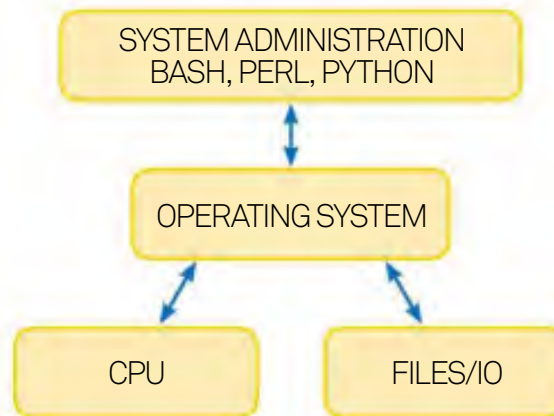 SYSTEM ADMINISTRATION
BASH, PERL, PYTHON
OPERATING SYSTEM
CPU
FILES/IO